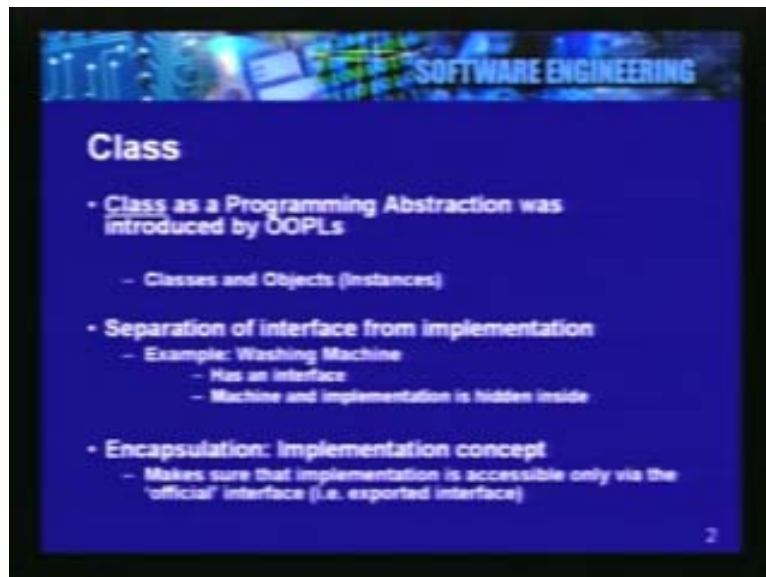 SOFTWARE ENGINEERING
Class
• Class as a Programming Abstraction was
introduced by OOPLs
– Classes and Objects (Instances)
• Separation of interface from implementation
– Example: Washing Machine
– Has an interface
– Machine and implementation is hidden inside
• Encapsulation: Implementation concept
– Makes sure that implementation is accessible only via the
'official' interface (i.e. exported interface)
2